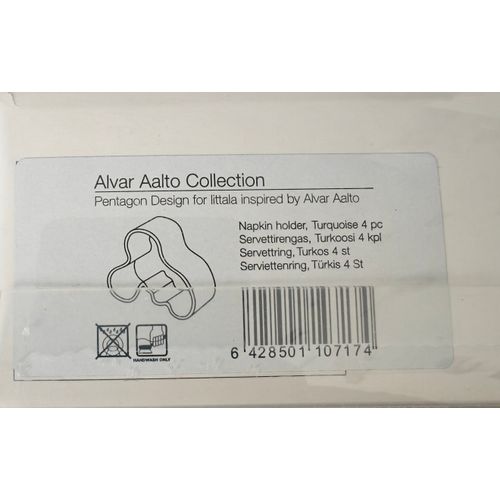 Alvar Aalto Collection
Pentagon Design for Iittala inspired by Alvar Aalto
Napkin holder, Turquoise 4 pc
Servettirengas, Turkoosi 4 kpl
Servettring, Turkos 4 st
Serviettenring, Türkis 4 St
HANDWASH ONLY
6 428501 107174